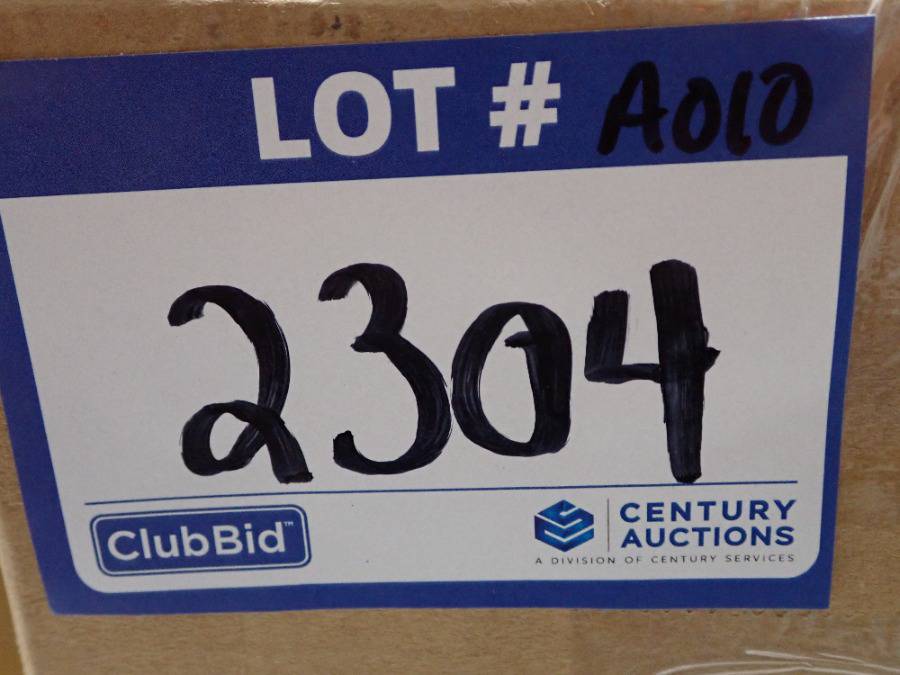 LOT # A010
2304
ClubBid™
CENTURY
AUCTIONS
A DIVISION OF CENTURY SERVICES